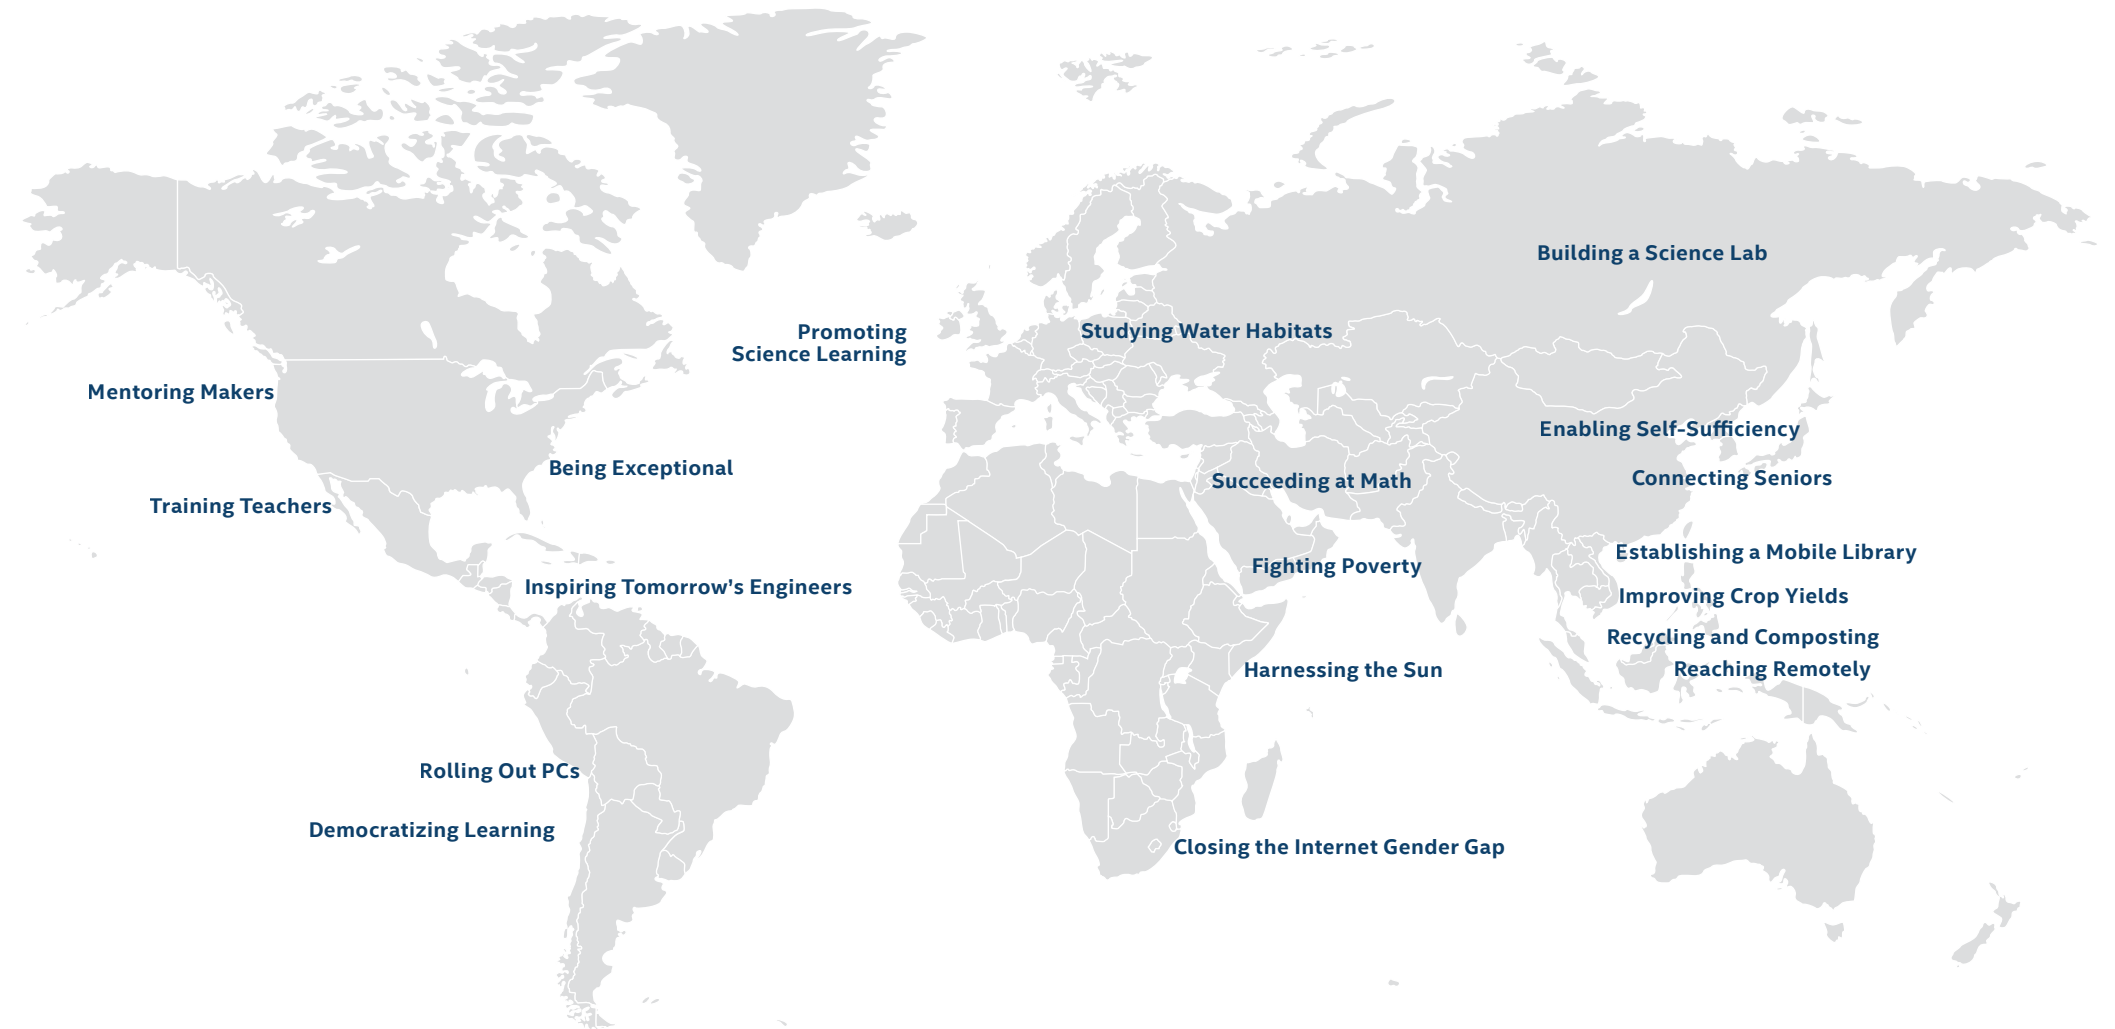 Building a Science Lab
Promoting
Science Learning
Studying Water Habitats
Mentoring Makers
Enabling Self-Sufficiency
Being Exceptional
Succeeding at Math
Connecting Seniors
Training Teachers
Establishing a Mobile Library
Fighting Poverty
Inspiring Tomorrow’s Engineers
Improving Crop Yields
Recycling and Composting
Harnessing the Sun
Reaching Remotely
Rolling Out PCs
Democratizing Learning
Closing the Internet Gender Gap